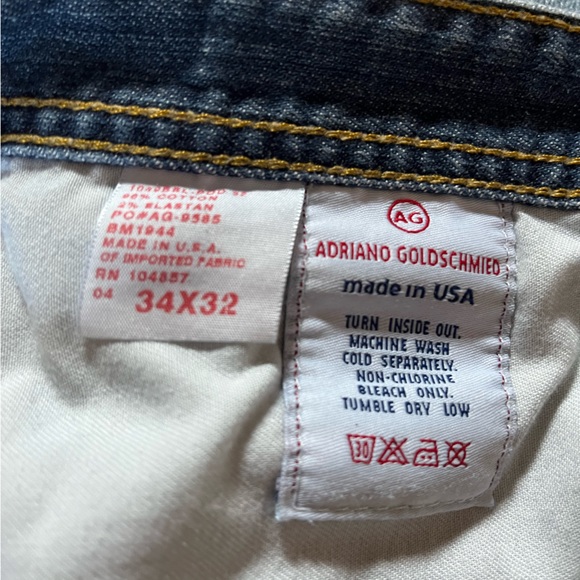 98% COTTON
2% ELASTAN
PO#AG-9585
BM1944
MADE IN U.S.A.
OF IMPORTED FABRIC
RN 104857
04 34X32
AG
ADRIANO GOLDSCHMIED
made in USA
TURN INSIDE OUT.
MACHINE WASH
COLD SEPARATELY.
NON-CHLORINE
BLEACH ONLY.
TUMBLE DRY LOW
30